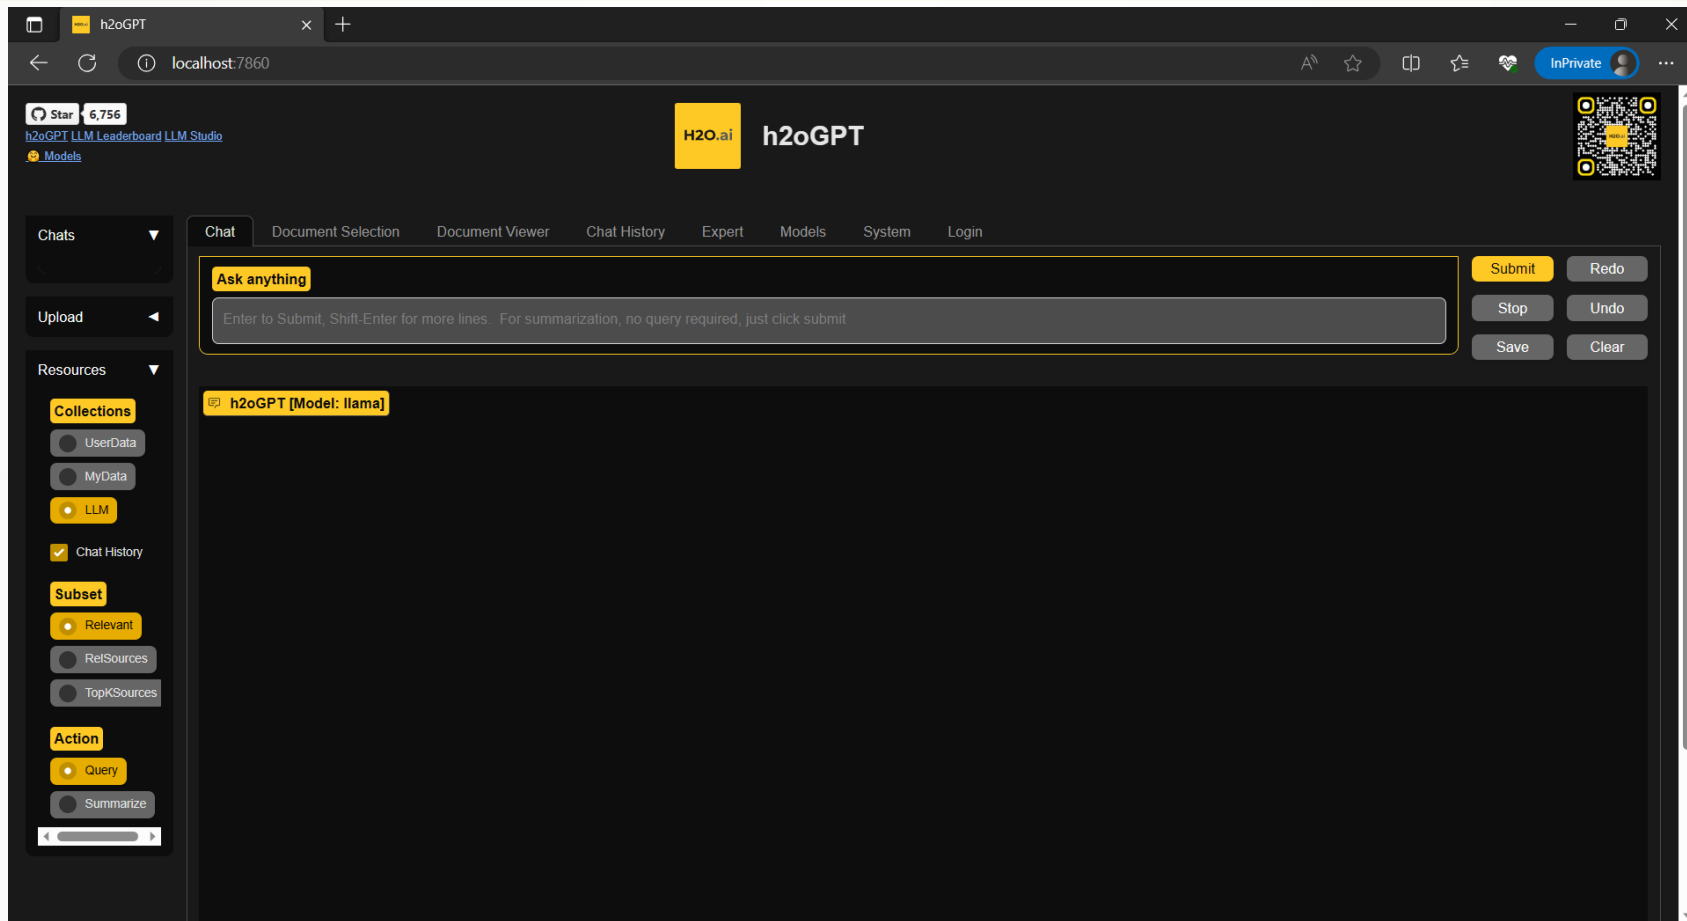 h2oGPT
localhost:7860
InPrivate
Star 6,756
h2oGPT LLM Leaderboard LLM Studio
🤗 Models
H2O.ai
h2oGPT
Chats
Upload
Resources
Collections
UserData
MyData
LLM
Chat History
Subset
Relevant
RelSources
TopKSources
Action
Query
Summarize
Chat Document Selection Document Viewer Chat History Expert Models System Login
Ask anything
Enter to Submit, Shift-Enter for more lines.  For summarization, no query required, just click submit
Submit Redo
Stop Undo
Save Clear
h2oGPT [Model: llama]